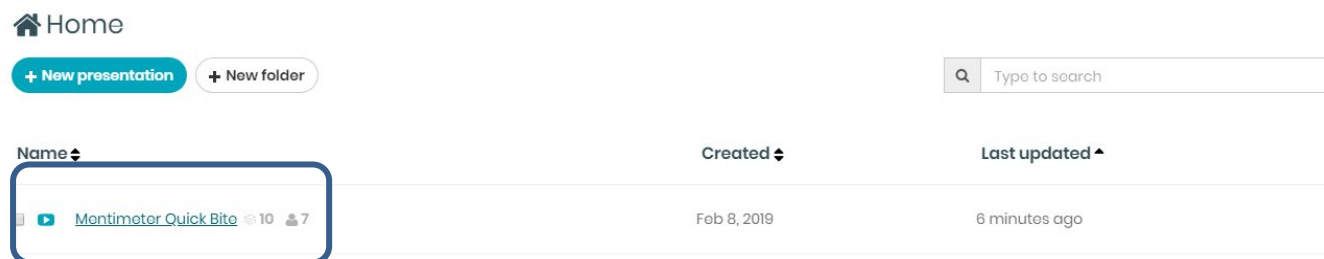 Home
+ New presentation + New folder Type to search
Name Created Last updated
Mentimeter Quick Bite 10 7 Feb 8, 2019 6 minutes ago